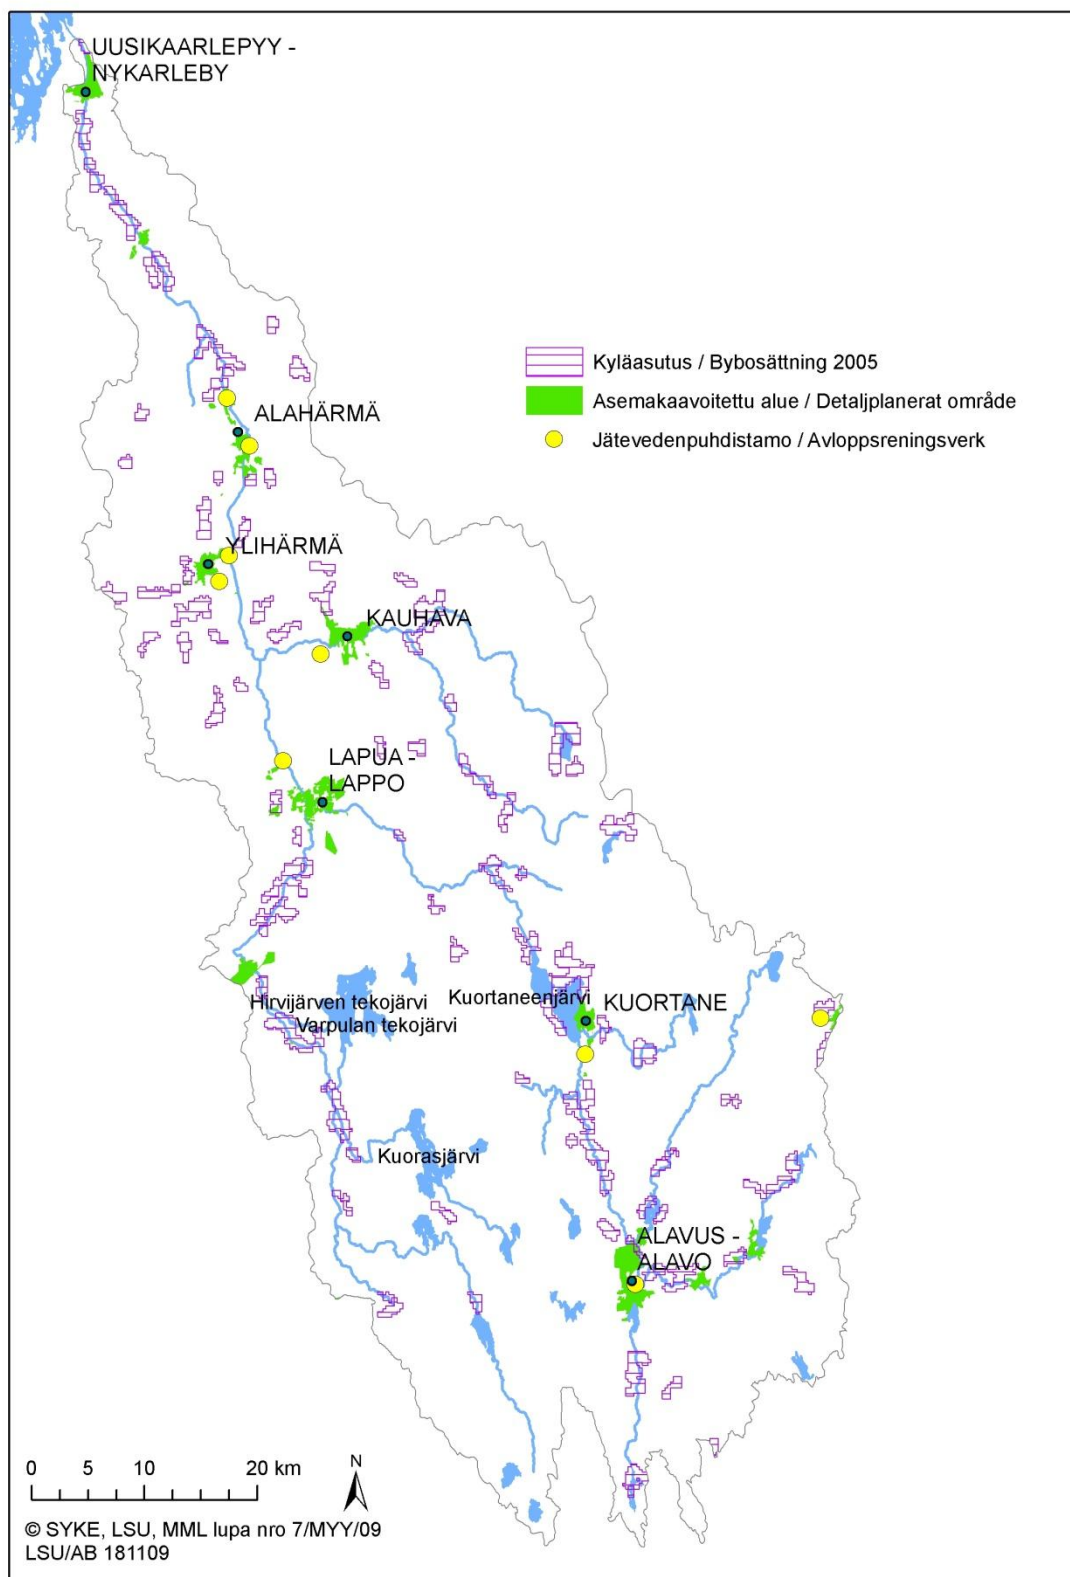 UUSIKAARLEPYY -
NYKARLEBY
Kyläasutus / Bybosättning 2005
Asemakaavoitettu alue / Detaljplanerat område
Jätevedenpuhdistamo / Avloppsreningsverk
ALAHÄRMÄ
YLIHÄRMÄ
KAUHAVA
LAPUA -
LAPPO
Hirvijärven tekojärvi
Varpulan tekojärvi
Kuortaneenjärvi
KUORTANE
Kuorasjärvi
ALAVUS -
ALAVO
0 5 10 20 km
N
© SYKE, LSU, MML lupa nro 7/MYY/09
LSU/AB 181109